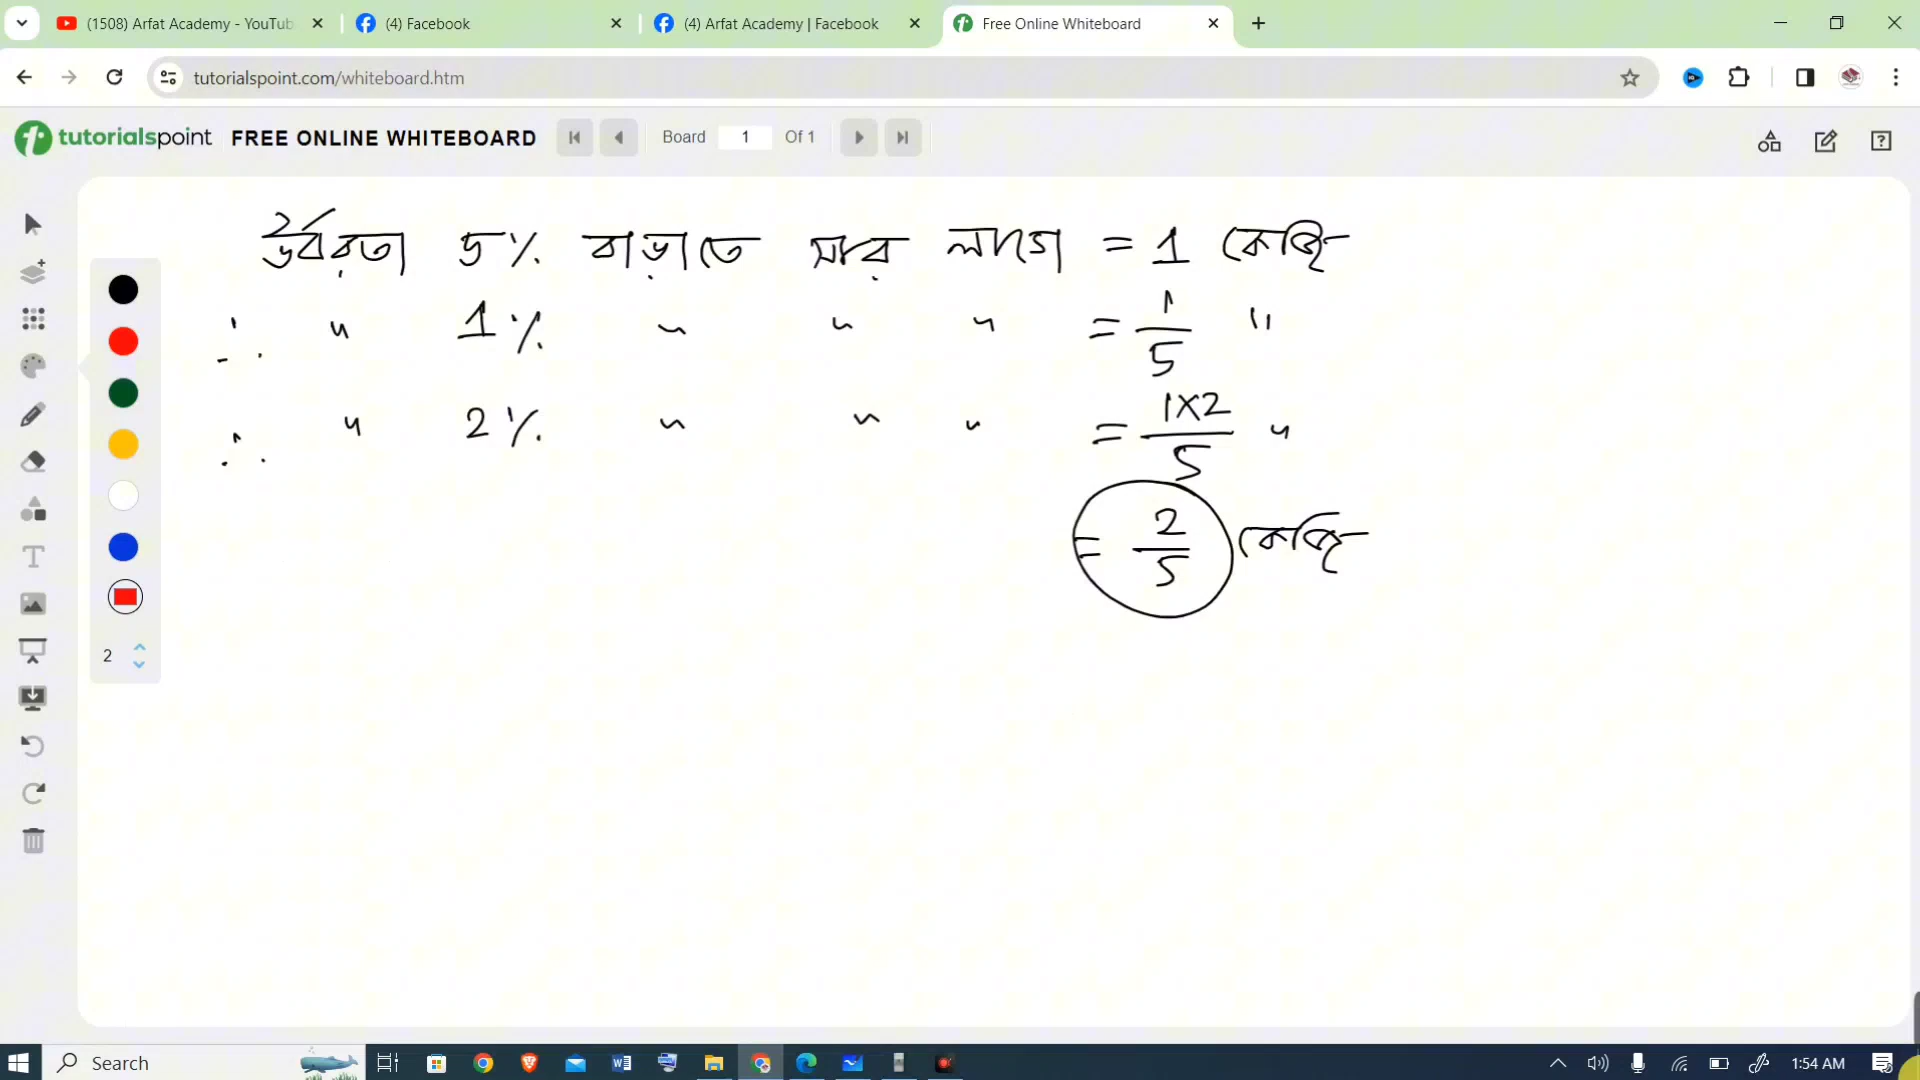 (1508) Arfat Academy - YouTub
(4) Facebook
(4) Arfat Academy | Facebook
Free Online Whiteboard
tutorialspoint.com/whiteboard.htm
tutorialspoint FREE ONLINE WHITEBOARD Board 1 Of 1
উর্বরতা 5% বাড়াতে সার লাগে = 1 কেজি
∴ " 1% " " " = 1/5 "
∴ " 2% " " " = 1×2/5 "
= 2/5 কেজি
2
Search
1:54 AM